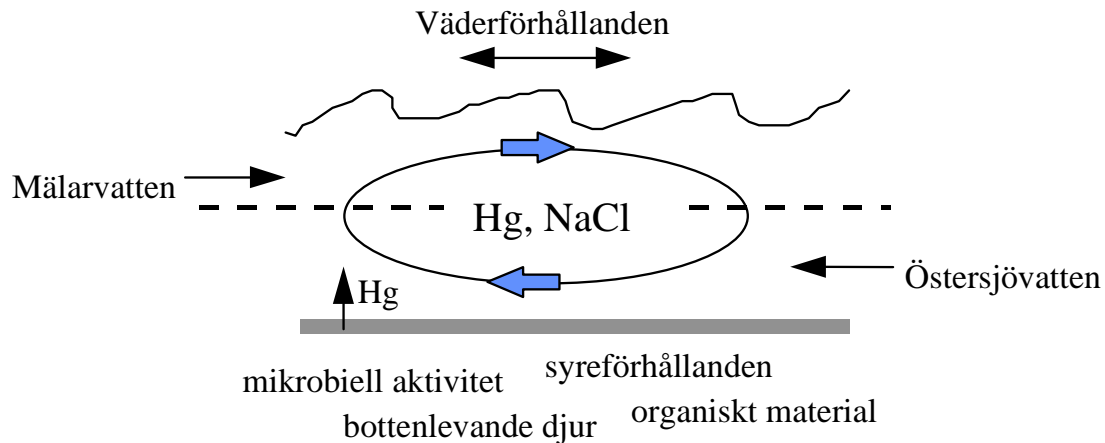 Väderförhållanden
Mälarvatten
Hg, NaCl
Östersjövatten
Hg
syreförhållanden
mikrobiell aktivitet
organiskt material
bottenlevande djur